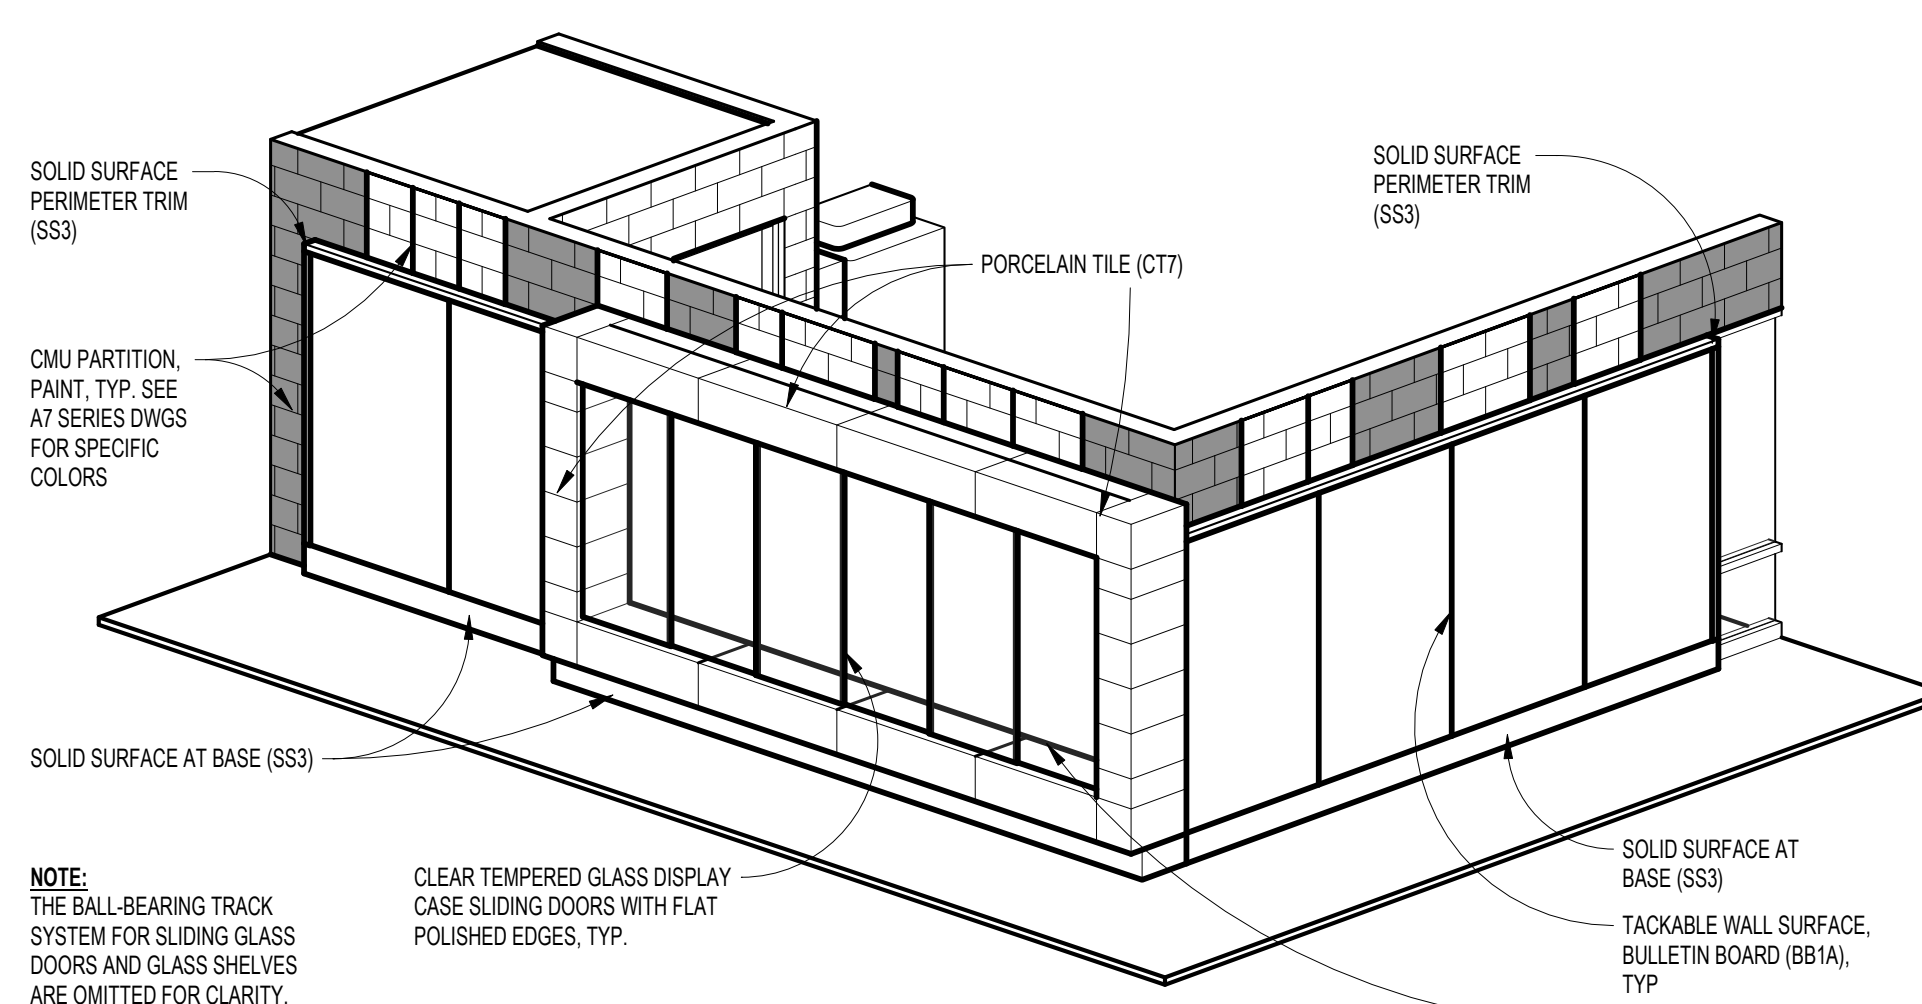 SOLID SURFACE
PERIMETER TRIM
(SS3)
SOLID SURFACE
PERIMETER TRIM
(SS3)
PORCELAIN TILE (CT7)
CMU PARTITION,
PAINT, TYP. SEE
A7 SERIES DWGS
FOR SPECIFIC
COLORS
SOLID SURFACE AT BASE (SS3)
NOTE:
THE BALL-BEARING TRACK
SYSTEM FOR SLIDING GLASS
DOORS AND GLASS SHELVES
ARE OMITTED FOR CLARITY.
CLEAR TEMPERED GLASS DISPLAY
CASE SLIDING DOORS WITH FLAT
POLISHED EDGES, TYP.
SOLID SURFACE AT
BASE (SS3)
TACKABLE WALL SURFACE,
BULLETIN BOARD (BB1A),
TYP